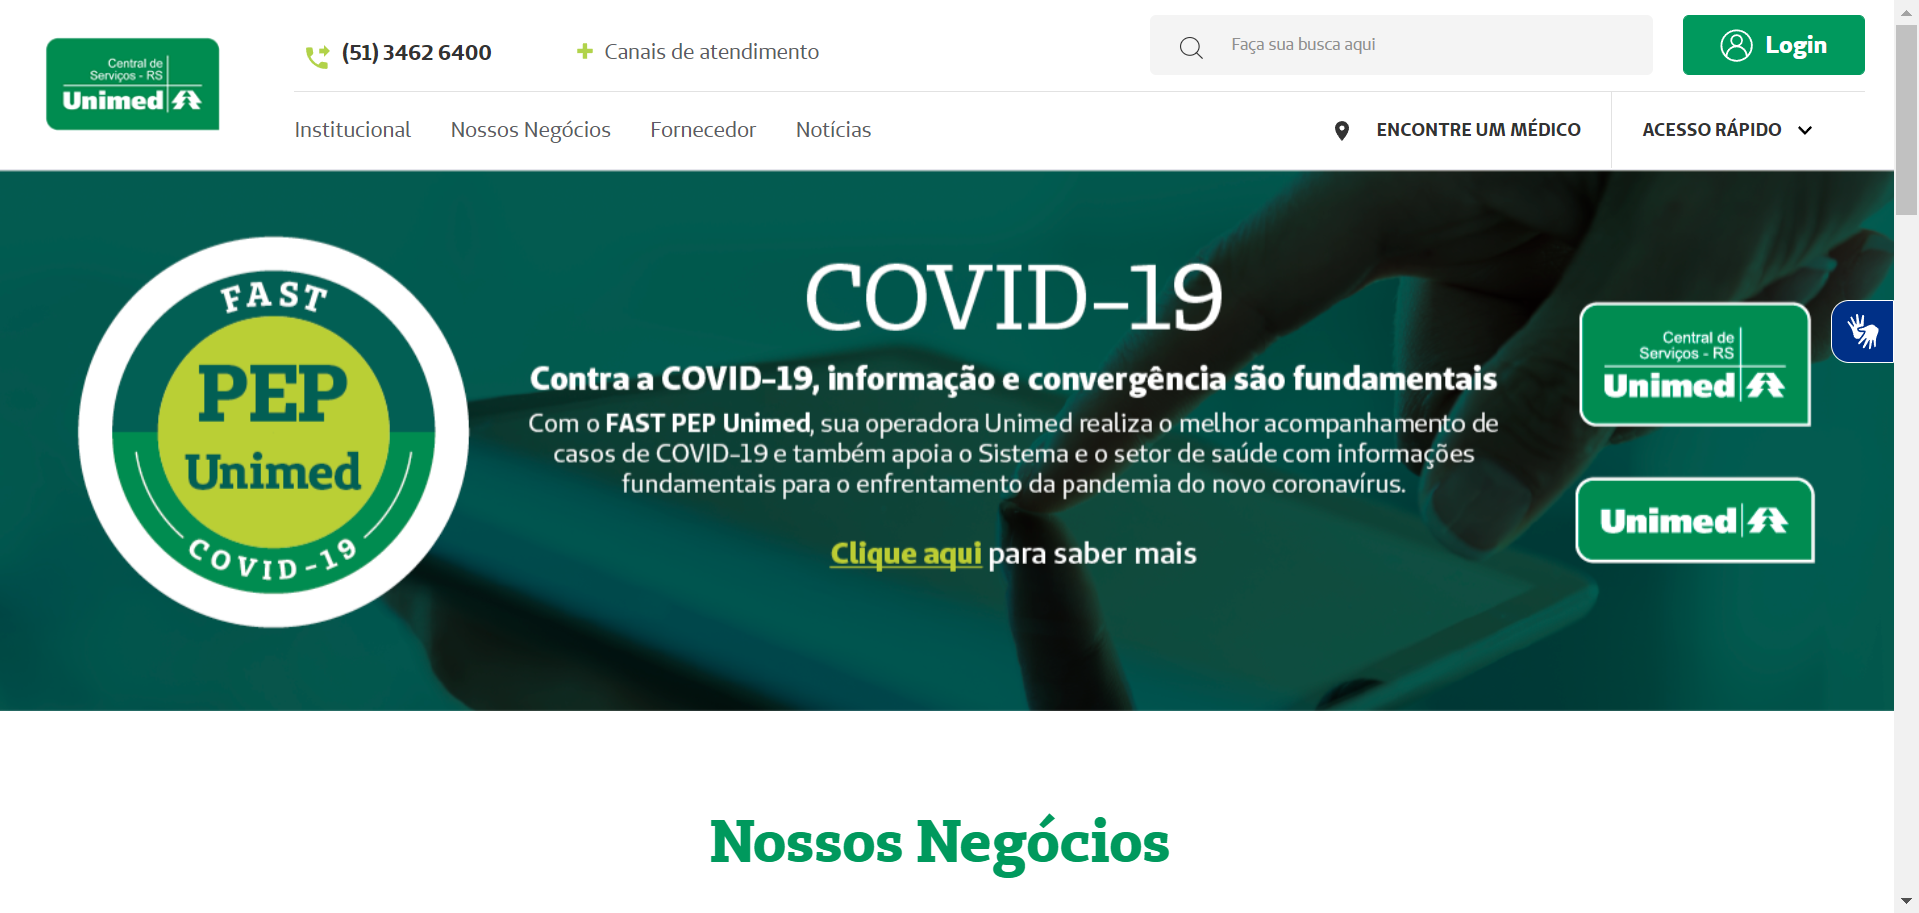 Central de
Serviços - RS
Unimed
(51) 3462 6400
Canais de atendimento
Faça sua busca aqui
Login
Institucional
Nossos Negócios
Fornecedor
Notícias
ENCONTRE UM MÉDICO
ACESSO RÁPIDO
FAST
PEP
Unimed
COVID-19
COVID-19
Contra a COVID-19, informação e convergência são fundamentais
Com o FAST PEP Unimed, sua operadora Unimed realiza o melhor acompanhamento de
casos de COVID-19 e também apoia o Sistema e o setor de saúde com informações
fundamentais para o enfrentamento da pandemia do novo coronavírus.
Clique aqui para saber mais
Central de
Serviços - RS
Unimed
Unimed
Nossos Negócios